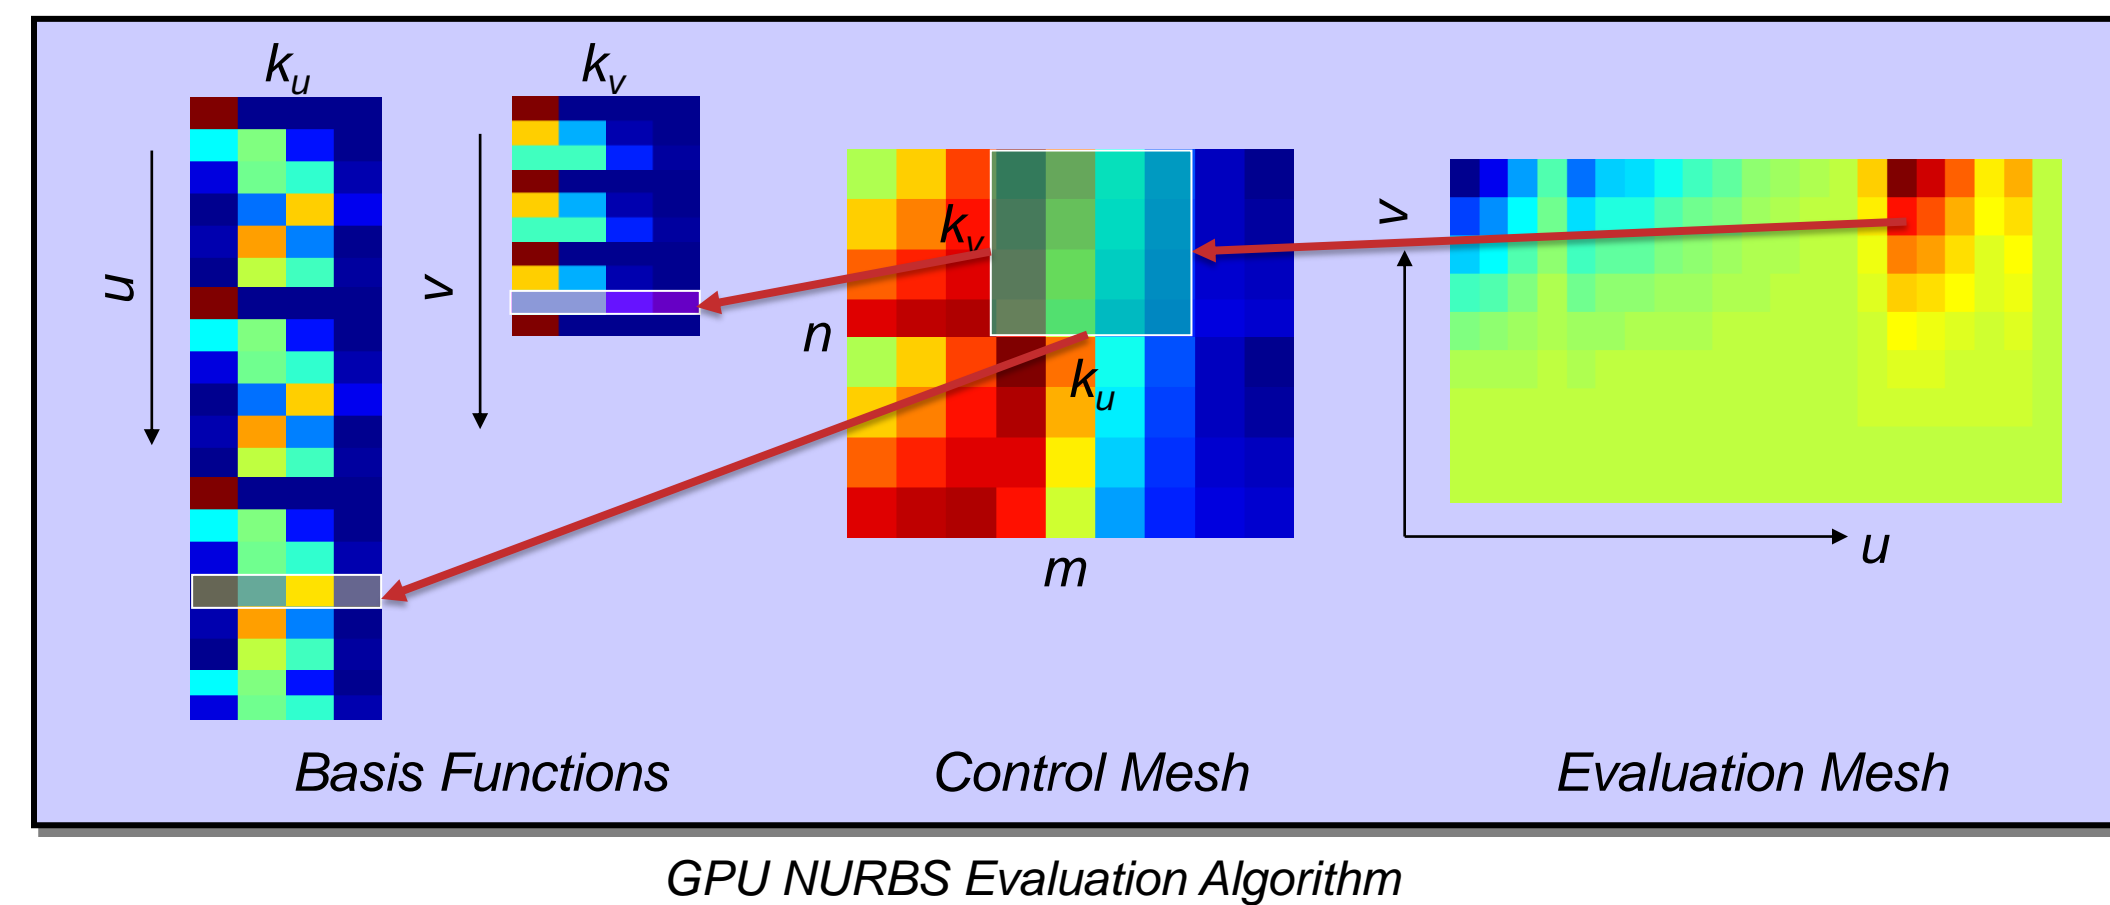 k_u
k_v
u
v
k_v
n
k_u
m
v
u
Basis Functions
Control Mesh
Evaluation Mesh
GPU NURBS Evaluation Algorithm